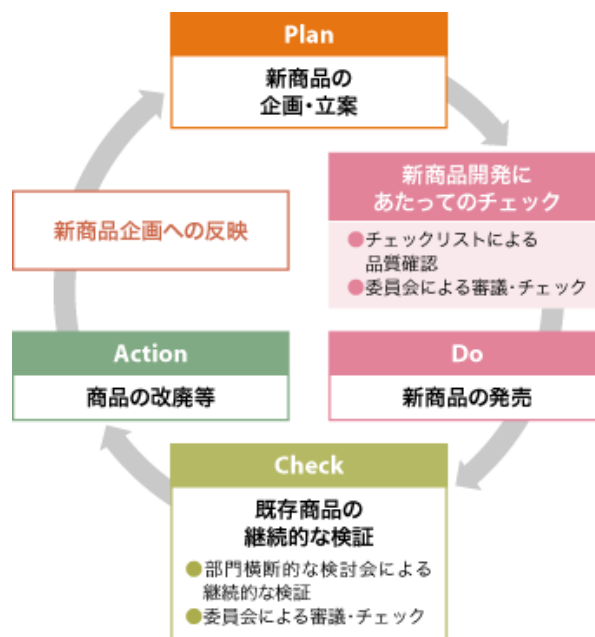 Plan
新商品の
企画・立案
新商品開発に
あたってのチェック
●チェックリストによる
品質確認
●委員会による審議・チェック
Do
新商品の発売
Check
既存商品の
継続的な検証
●部門横断的な検討会による
継続的な検証
●委員会による審議・チェック
Action
商品の改廃等
新商品企画への反映